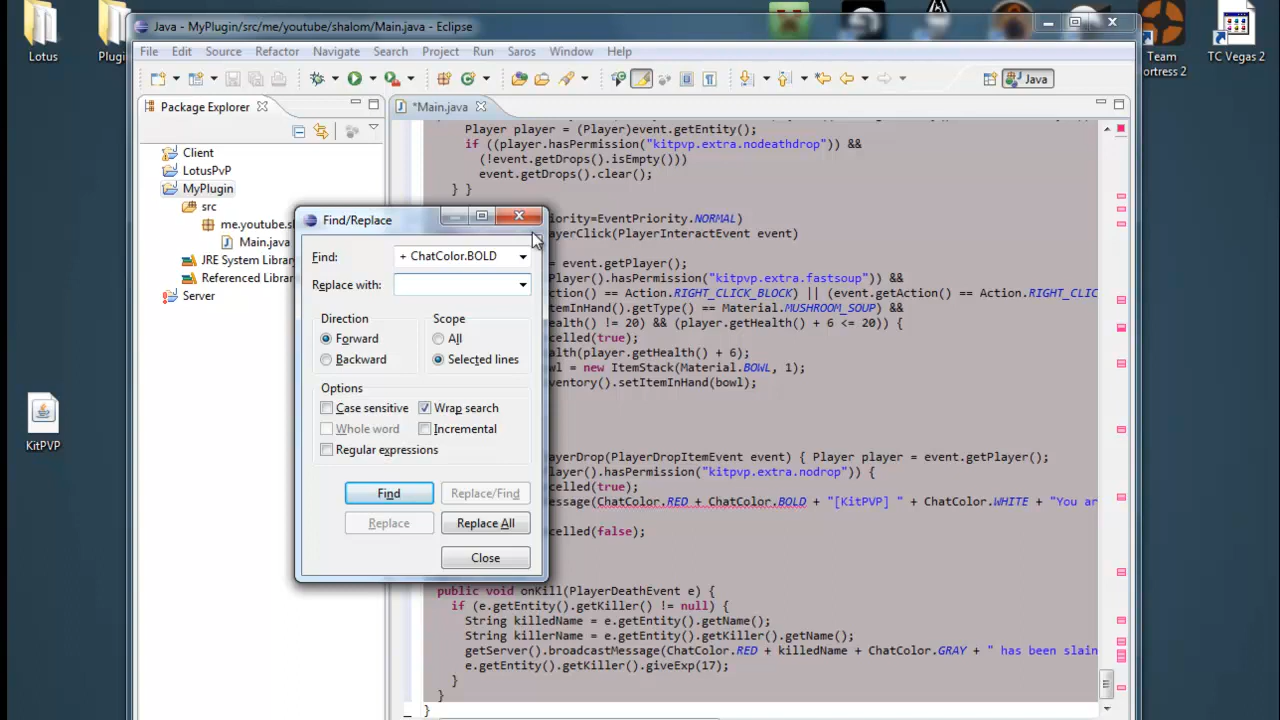 Lotus
Plugi
Java - MyPlugin/src/me/youtube/shalom/Main.java - Eclipse
File Edit Source Refactor Navigate Search Project Run Saros Window Help
Java
Team
ortress 2
TC Vegas 2
KitPVP
Package Explorer
Client
LotusPvP
MyPlugin
src
me.youtube.s
Main.java
JRE System Librar
Referenced Librar
Server
*Main.java
Player player = (Player)event.getEntity();
if ((player.hasPermission("kitpvp.extra.nodeathdrop")) &&
(!event.getDrops().isEmpty()))
event.getDrops().clear();
} }
iority=EventPriority.NORMAL)
ayerClick(PlayerInteractEvent event)
= event.getPlayer();
layer().hasPermission("kitpvp.extra.fastsoup")) &&
ction() == Action.RIGHT_CLICK_BLOCK) || (event.getAction() == Action.RIGHT_CLIC
ItemInHand().getType() == Material.MUSHROOM_SOUP) &&
ealth() != 20) && (player.getHealth() + 6 <= 20)) {
celled(true);
alth(player.getHealth() + 6);
wl = new ItemStack(Material.BOWL, 1);
ventory().setItemInHand(bowl);
ayerDrop(PlayerDropItemEvent event) { Player player = event.getPlayer();
layer().hasPermission("kitpvp.extra.nodrop")) {
celled(true);
essage(ChatColor.RED + ChatColor.BOLD + "[KitPVP] " + ChatColor.WHITE + "You ar
celled(false);
public void onKill(PlayerDeathEvent e) {
if (e.getEntity().getKiller() != null) {
String killedName = e.getEntity().getName();
String killerName = e.getEntity().getKiller().getName();
getServer().broadcastMessage(ChatColor.RED + killedName + ChatColor.GRAY + " has been slain
e.getEntity().getKiller().giveExp(17);
}
}
}
Find/Replace
Find: + ChatColor.BOLD
Replace with:
Direction
Forward
Backward
Scope
All
Selected lines
Options
Case sensitive
Wrap search
Whole word
Incremental
Regular expressions
Find
Replace/Find
Replace
Replace All
Close